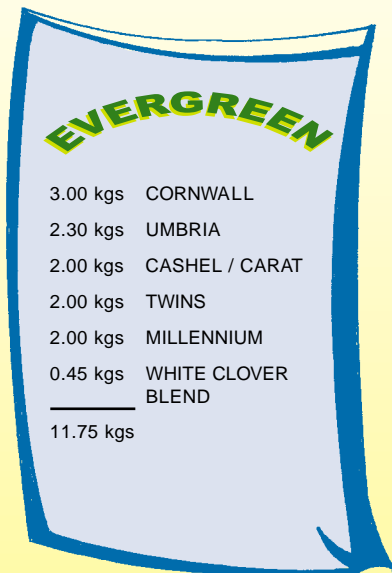 EVERGREEN
3.00 kgs CORNWALL
2.30 kgs UMBRIA
2.00 kgs CASHEL / CARAT
2.00 kgs TWINS
2.00 kgs MILLENNIUM
0.45 kgs WHITE CLOVER
BLEND
11.75 kgs